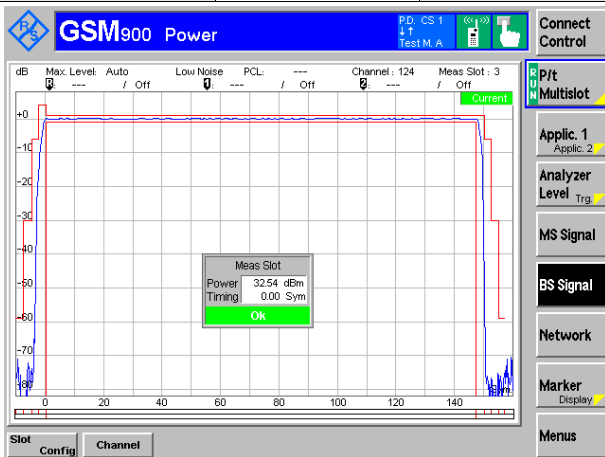 R&S
GSM900 Power
P.D. CS 1
Test M. A
Connect Control
dB Max. Level: Auto Low Noise PCL: --- Channel : 124 Meas Slot : 3
--- / Off --- / Off 2: --- / Off
Current
RUN P/t Multislot
Applic. 1
Applic. 2
Analyzer Level Trg.
MS Signal
BS Signal
Network
Marker
Display
Menus
+0
-10
-20
-30
-40
-50
-60
-70
-80
Meas Slot
Power 32.54 dBm
Timing 0.00 Sym
Ok
0 20 40 60 80 100 120 140
Slot Config
Channel